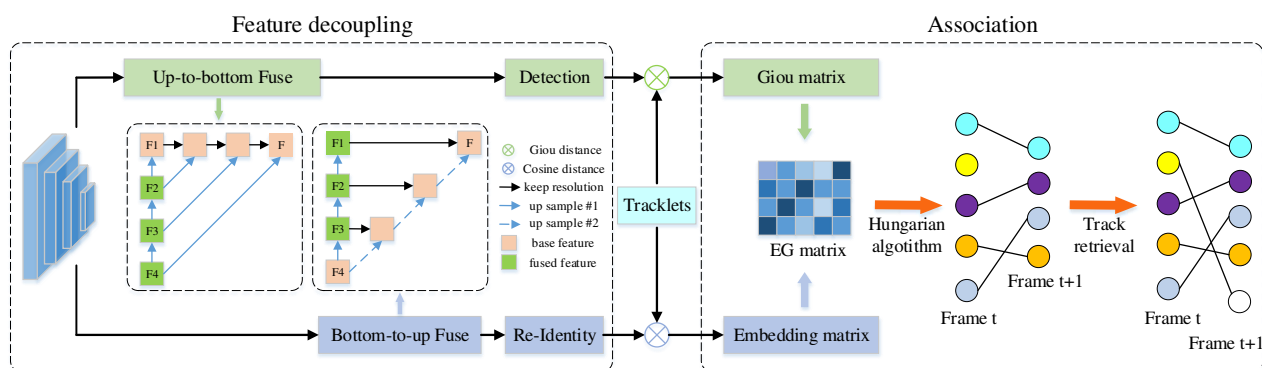 Feature decoupling
Association
Up-to-bottom Fuse
Detection
Giou matrix
F1
F
F2
F3
F4
F1
F
F2
F3
F4
Giou distance
Cosine distance
keep resolution
up sample #1
up sample #2
base feature
fused feature
Tracklets
EG matrix
Hungarian
algotithm
Frame t+1
Frame t
Track
retrieval
Frame t
Frame t+1
Bottom-to-up Fuse
Re-Identity
Embedding matrix